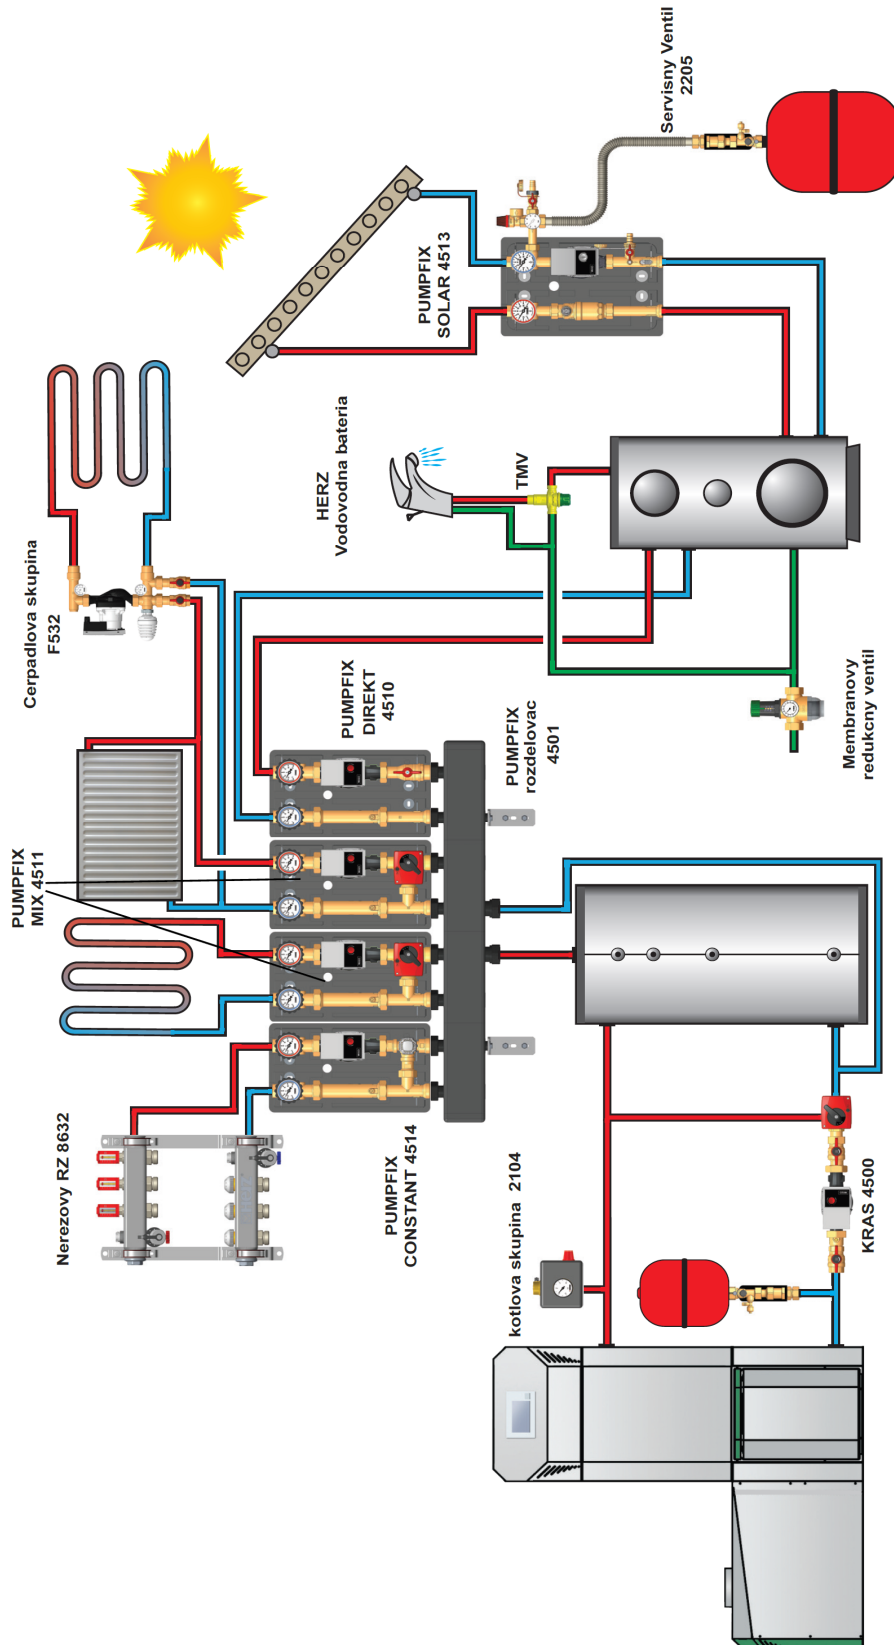 Nerezovy RZ 8632
PUMPFIX
MIX 4511
Cerpadlova skupina
F532
PUMPFIX
CONSTANT 4514
PUMPFIX
DIREKT
4510
HERZ
Vodovodna bateria
PUMPFIX
SOLAR 4513
kotlova skupina 2104
PUMPFIX
rozdelovac
4501
TMV
Servisny Ventil
2205
KRAS 4500
Membranovy
redukcny ventil